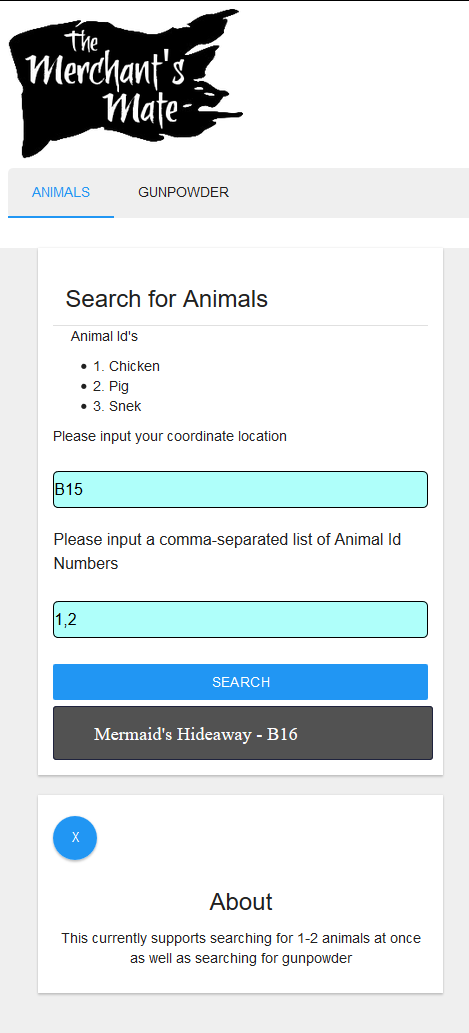 The
Merchant's
Mate
ANIMALS GUNPOWDER
Search for Animals
Animal Id's
1. Chicken
2. Pig
3. Snek
Please input your coordinate location
B15
Please input a comma-separated list of Animal Id
Numbers
1,2
SEARCH
Mermaid's Hideaway - B16
X
About
This currently supports searching for 1-2 animals at once
as well as searching for gunpowder